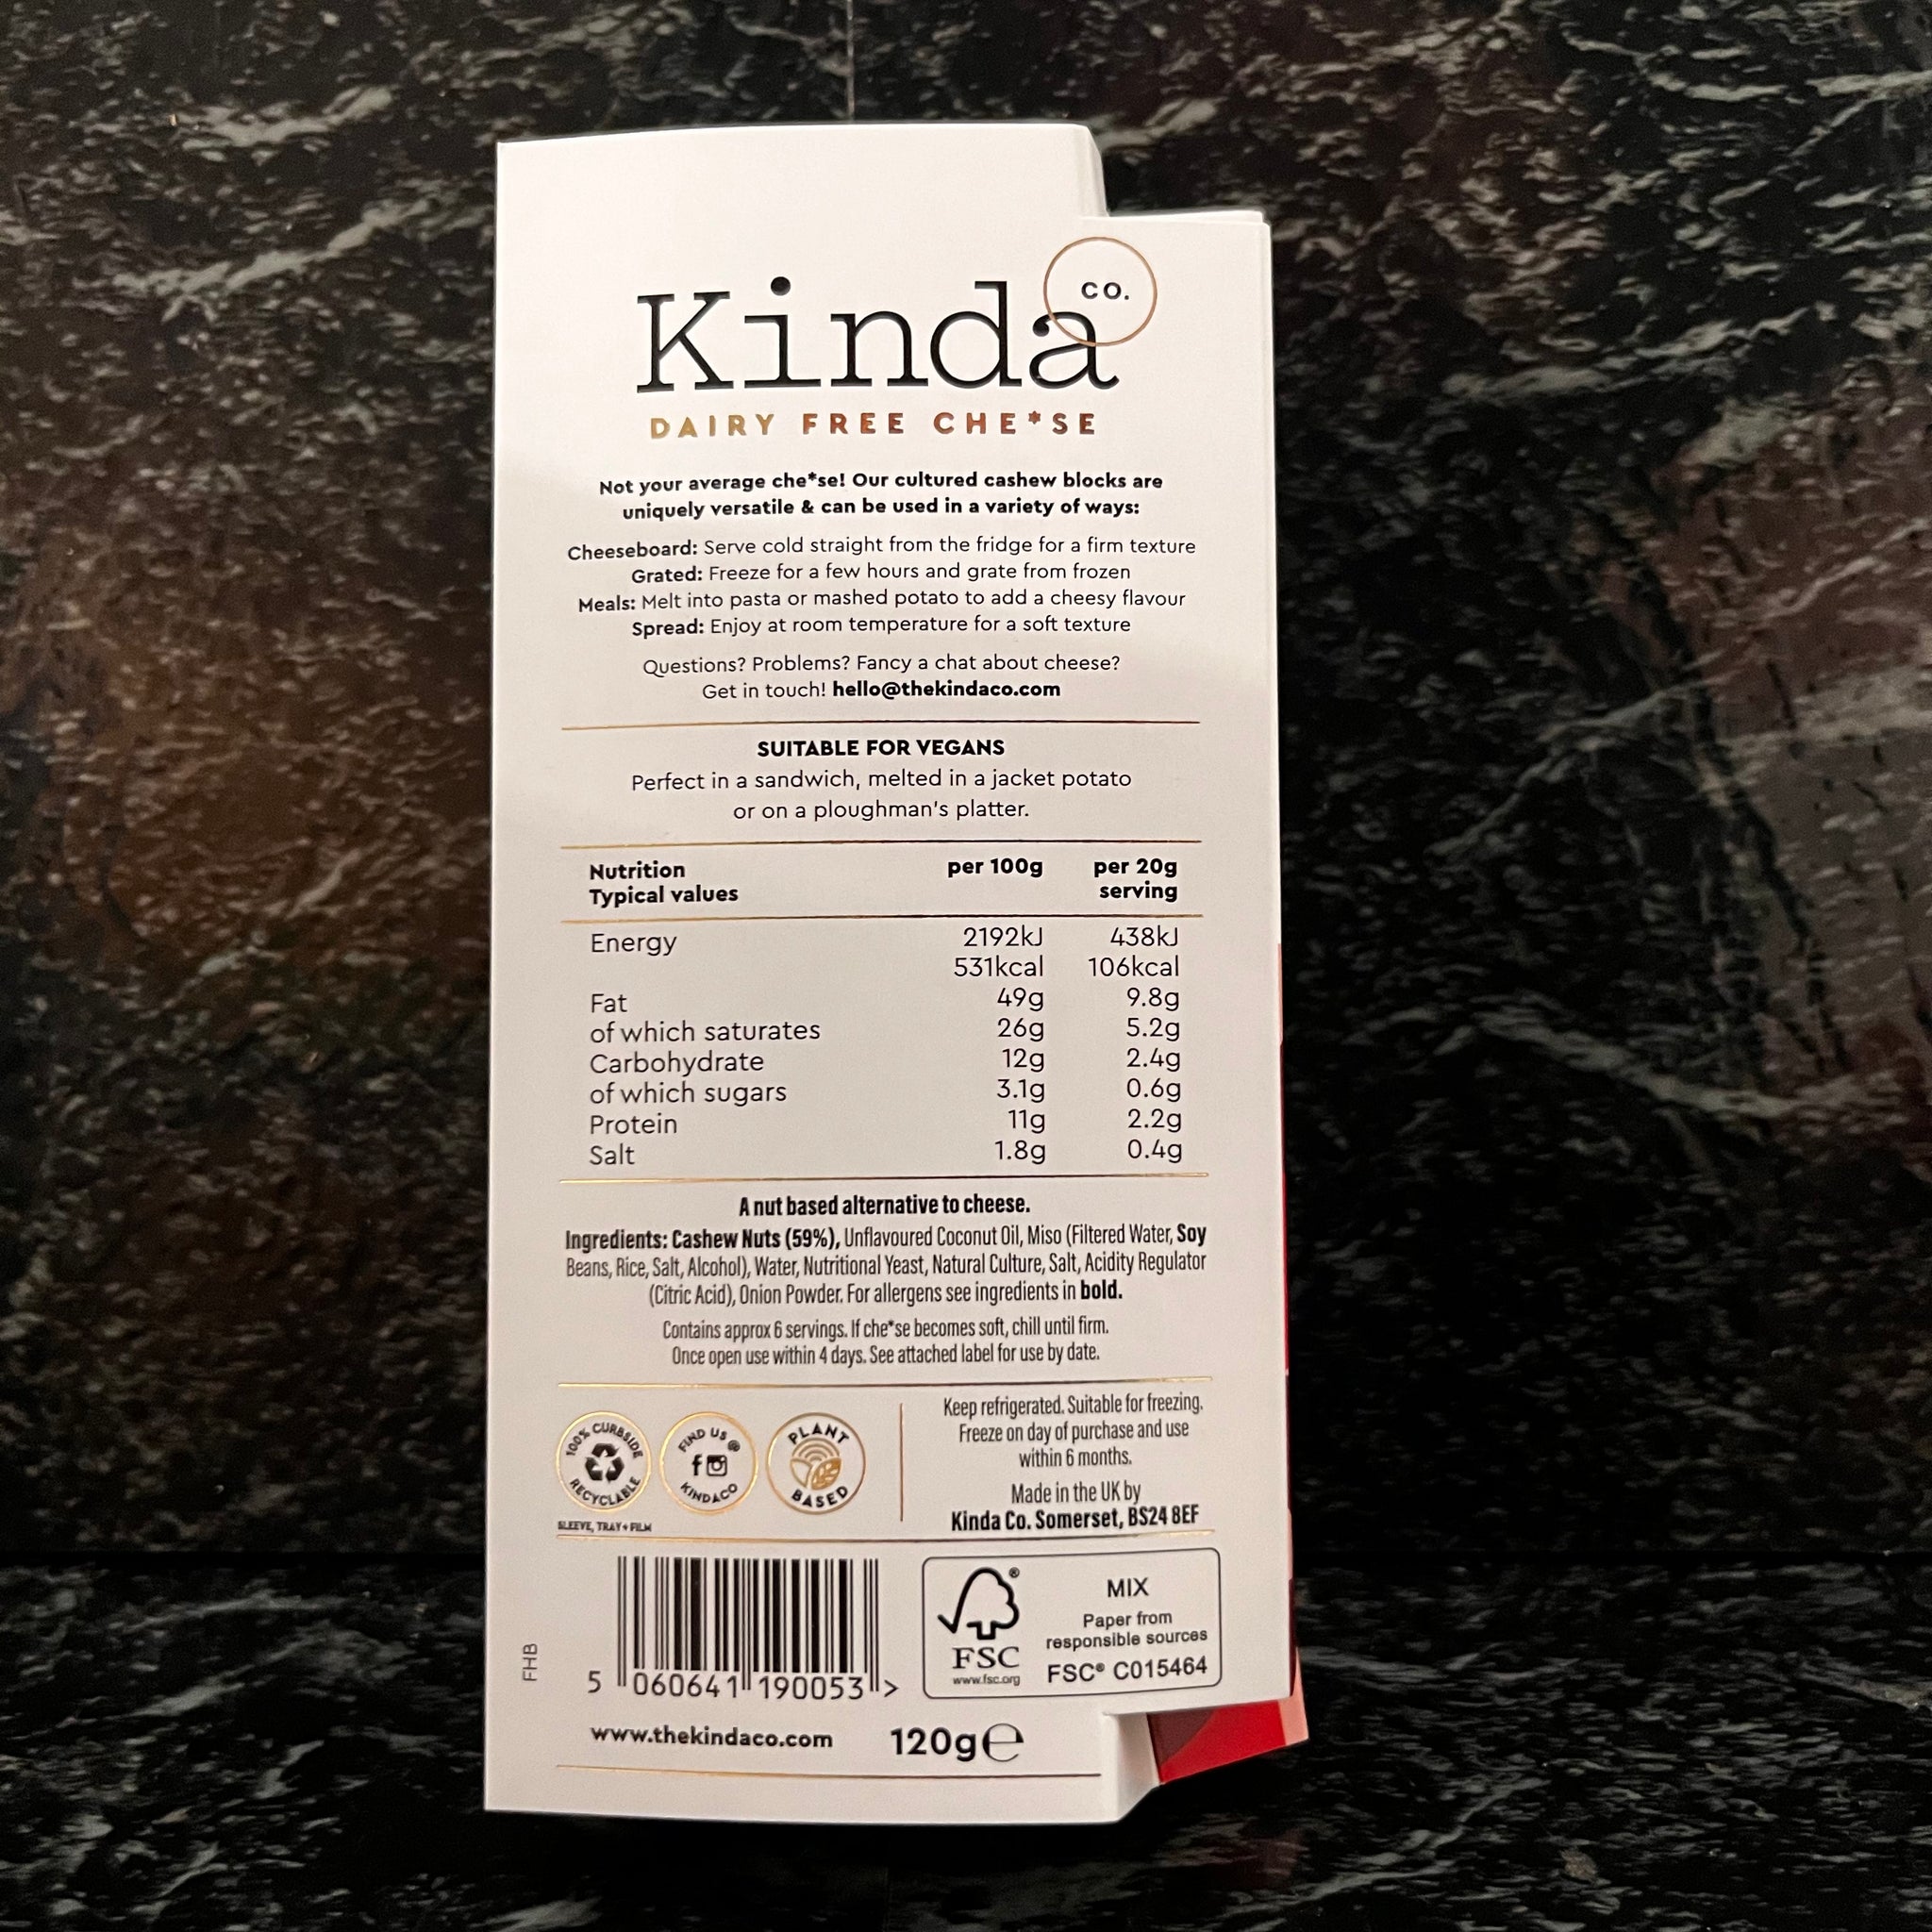 Kinda
CO.
DAIRY FREE CHE*SE
Not your average che*se! Our cultured cashew blocks are
uniquely versatile & can be used in a variety of ways:
Cheeseboard: Serve cold straight from the fridge for a firm texture
Grated: Freeze for a few hours and grate from frozen
Meals: Melt into pasta or mashed potato to add a cheesy flavour
Spread: Enjoy at room temperature for a soft texture
Questions? Problems? Fancy a chat about cheese?
Get in touch! hello@thekindaco.com
SUITABLE FOR VEGANS
Perfect in a sandwich, melted in a jacket potato
or on a ploughman's platter.
Nutrition per 100g per 20g
Typical values serving
Energy 2192kJ 438kJ
531kcal 106kcal
Fat 49g 9.8g
of which saturates 26g 5.2g
Carbohydrate 12g 2.4g
of which sugars 3.1g 0.6g
Protein 11g 2.2g
Salt 1.8g 0.4g
A nut based alternative to cheese.
Ingredients: Cashew Nuts (59%), Unflavoured Coconut Oil, Miso (Filtered Water, Soy
Beans, Rice, Salt, Alcohol), Water, Nutritional Yeast, Natural Culture, Salt, Acidity Regulator
(Citric Acid), Onion Powder. For allergens see ingredients in bold.
Contains approx 6 servings. If che*se becomes soft, chill until firm.
Once open use within 4 days. See attached label for use by date.
100% CURBSIDE
RECYCLABLE
SLEEVE, TRAY + FILM
FIND US @
f
KINDACO
PLANT
BASED
Keep refrigerated. Suitable for freezing.
Freeze on day of purchase and use
within 6 months.
Made in the UK by
Kinda Co. Somerset, BS24 8EF
FHB
5 060641 190053 >
FSC
®
www.fsc.org
MIX
Paper from
responsible sources
FSC® C015464
www.thekindaco.com 120g ℮